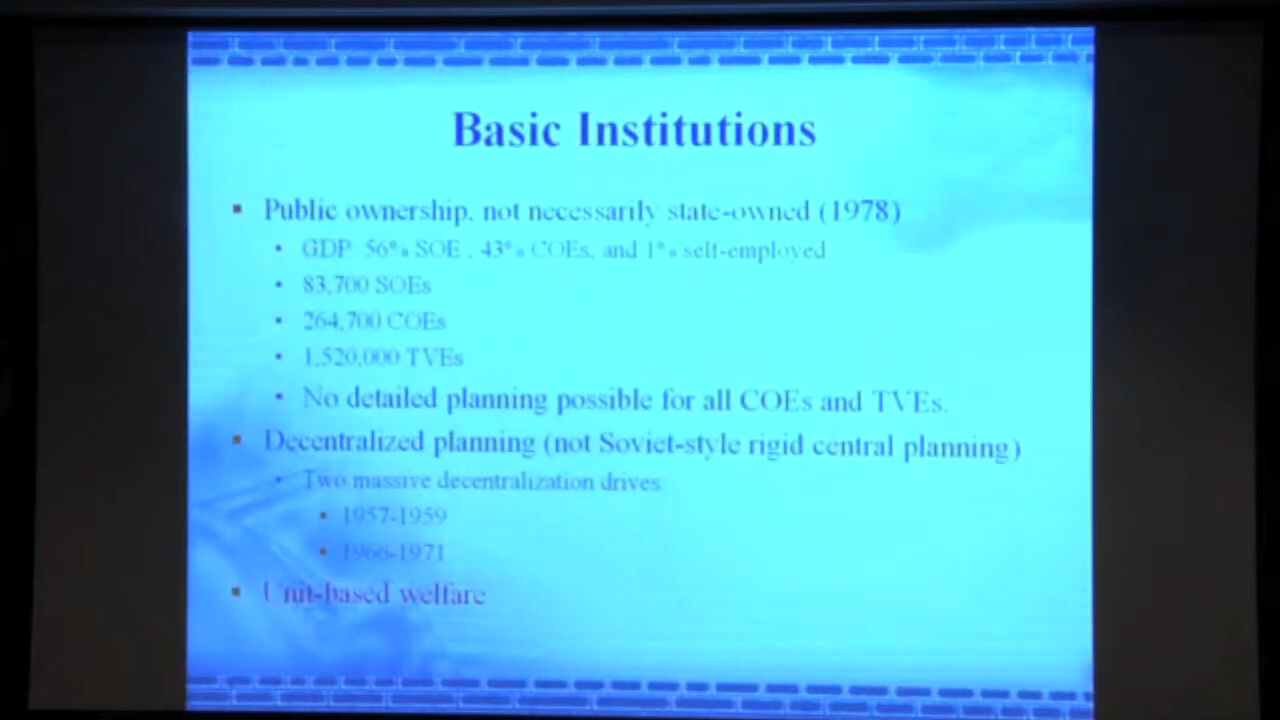 Basic Institutions
Public ownership, not necessarily state-owned (1978)
GDP 56% SOE , 43% COEs, and 1% self-employed
83,700 SOEs
264,700 COEs
1,520,000 TVEs
No detailed planning possible for all COEs and TVEs.
Decentralized planning (not Soviet-style rigid central planning)
Two massive decentralization drives
1957-1959
1966-1971
Unit-based welfare